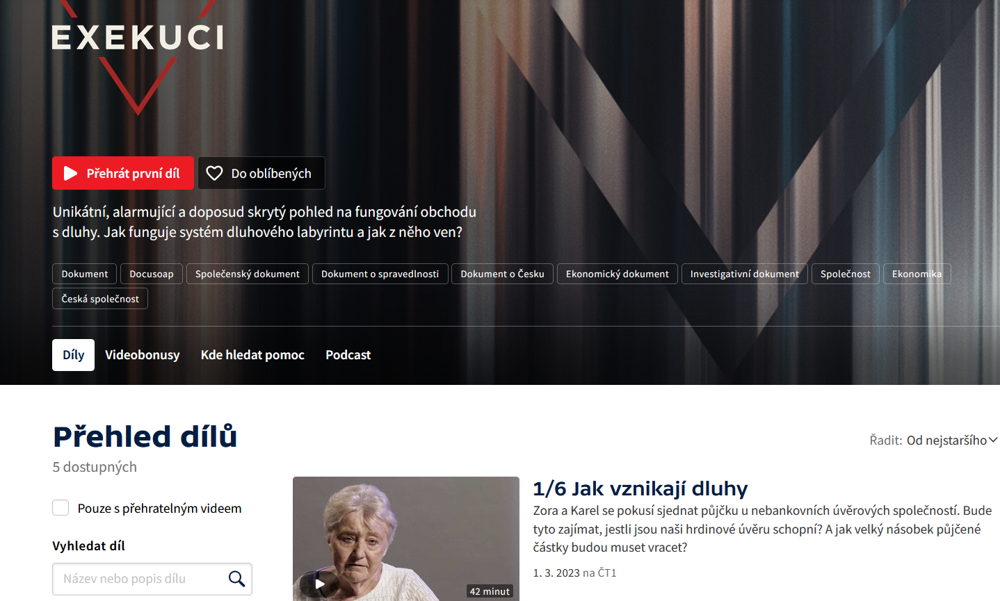 EXEKUCI
Přehrát první díl
Do oblíbených
Unikátní, alarmující a doposud skrytý pohled na fungování obchodu
s dluhy. Jak funguje systém dluhového labyrintu a jak z něho ven?
Dokument Docusoap Společenský dokument Dokument o spravedlnosti Dokument o Česku Ekonomický dokument Investigativní dokument Společnost Ekonomika
Česká společnost
Díly Videobonusy Kde hledat pomoc Podcast
Přehled dílů
Řadit: Od nejstaršího
5 dostupných
Pouze s přehratelným videem
Vyhledat díl
Název nebo popis dílu
42 minut
1/6 Jak vznikají dluhy
Zora a Karel se pokusí sjednat půjčku u nebankovních úvěrových společností. Bude
tyto zajímat, jestli jsou naši hrdinové úvěru schopní? A jak velký násobek půjčené
částky budou muset vracet?
1. 3. 2023 na ČT1